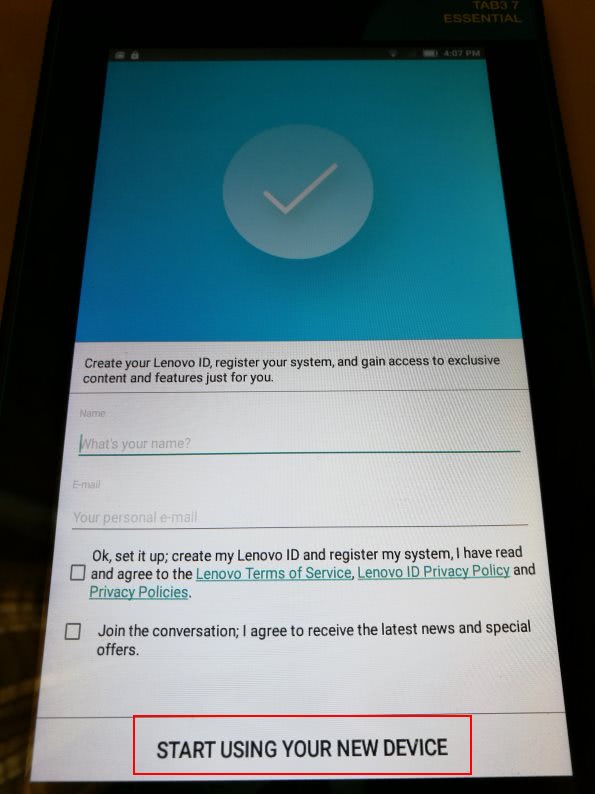 TAB3 7
ESSENTIAL
4:07 PM
Create your Lenovo ID, register your system, and gain access to exclusive
content and features just for you.
Name
What's your name?
E-mail
Your personal e-mail
Ok, set it up; create my Lenovo ID and register my system, I have read
and agree to the Lenovo Terms of Service, Lenovo ID Privacy Policy and
Privacy Policies.
Join the conversation; I agree to receive the latest news and special
offers.
START USING YOUR NEW DEVICE